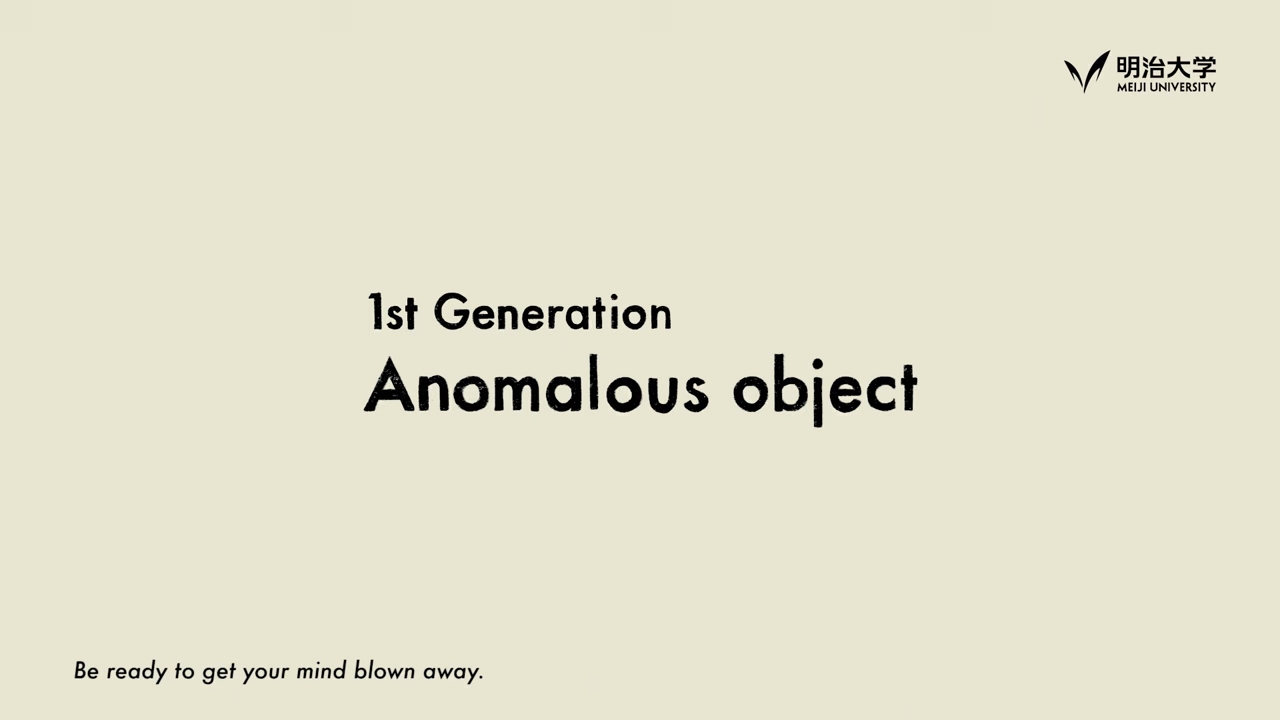 明治大学
MEIJI UNIVERSITY
1st Generation
Anomalous object
Be ready to get your mind blown away.